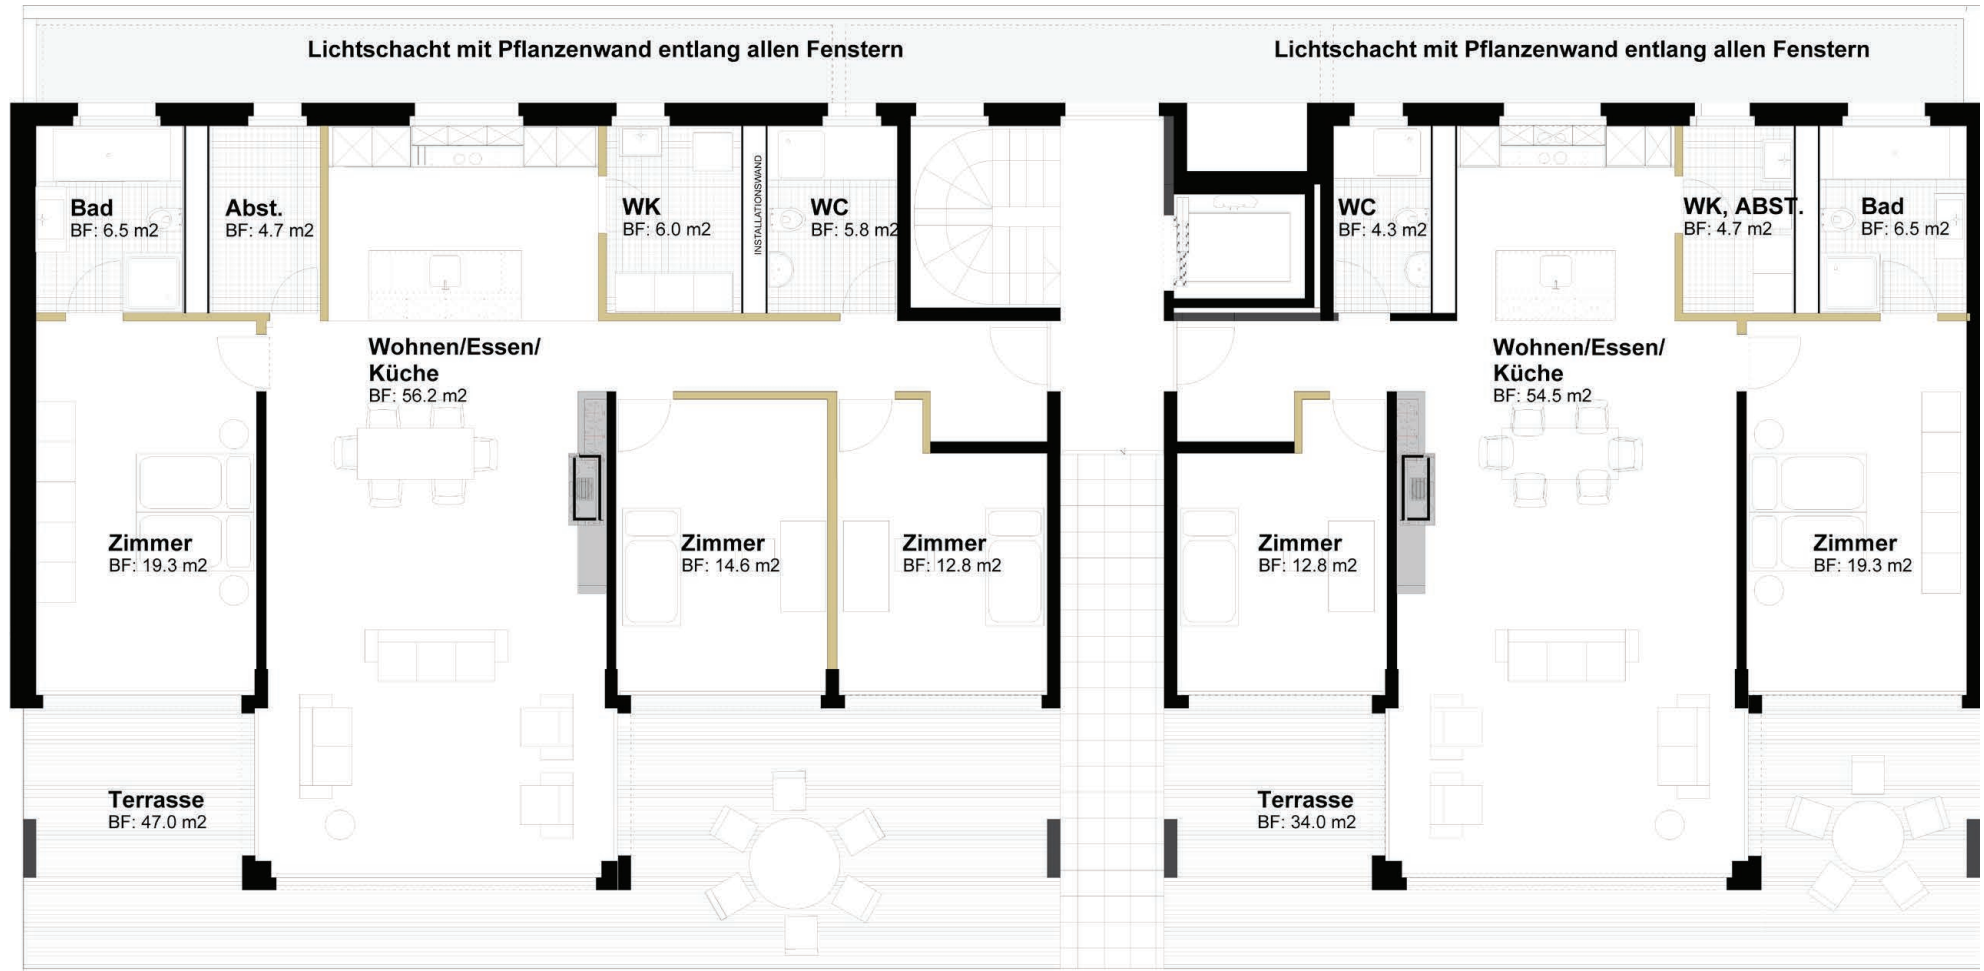 Lichtschacht mit Pflanzenwand entlang allen Fenstern
Lichtschacht mit Pflanzenwand entlang allen Fenstern
Bad
BF: 6.5 m2
Abst.
BF: 4.7 m2
WK
BF: 6.0 m2
INSTALLATIONSWAND
WC
BF: 5.8 m2
WC
BF: 4.3 m2
WK, ABST.
BF: 4.7 m2
Bad
BF: 6.5 m2
Wohnen/Essen/
Küche
BF: 56.2 m2
Wohnen/Essen/
Küche
BF: 54.5 m2
Zimmer
BF: 19.3 m2
Zimmer
BF: 14.6 m2
Zimmer
BF: 12.8 m2
Zimmer
BF: 12.8 m2
Zimmer
BF: 19.3 m2
Terrasse
BF: 47.0 m2
Terrasse
BF: 34.0 m2